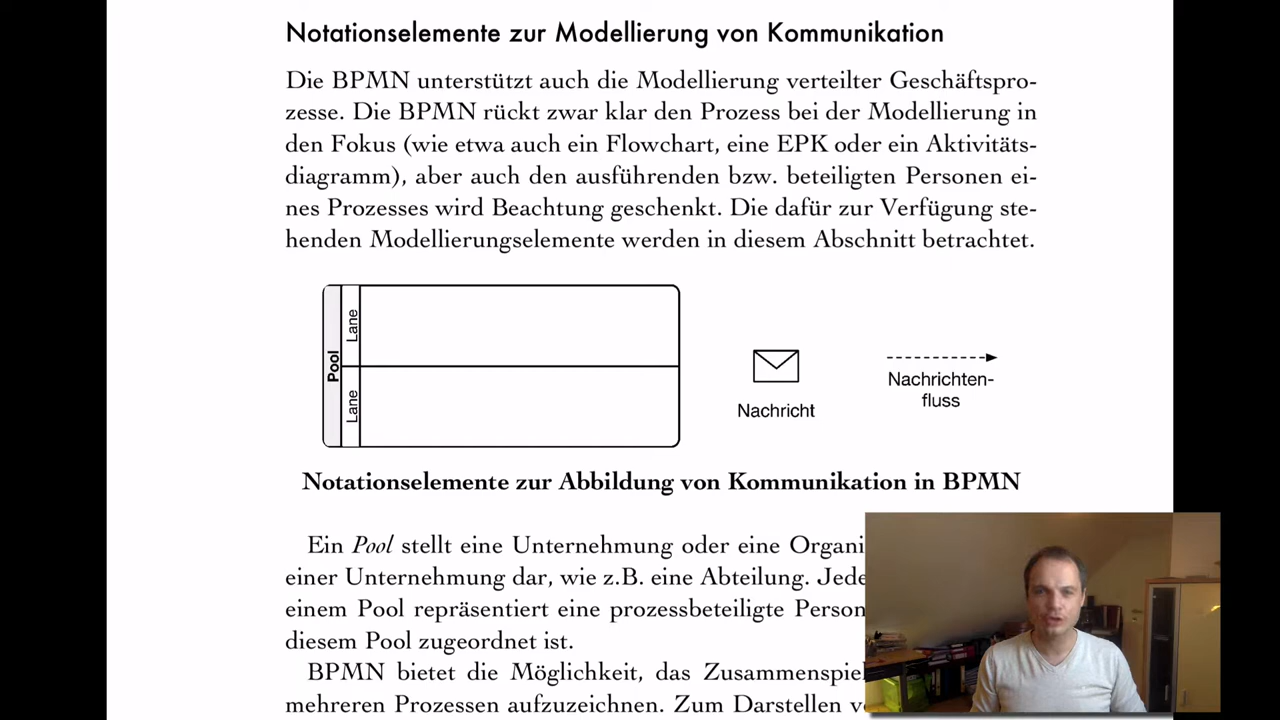 Notationselemente zur Modellierung von Kommunikation
Die BPMN unterstützt auch die Modellierung verteilter Geschäftspro-
zesse. Die BPMN rückt zwar klar den Prozess bei der Modellierung in
den Fokus (wie etwa auch ein Flowchart, eine EPK oder ein Aktivitäts-
diagramm), aber auch den ausführenden bzw. beteiligten Personen ei-
nes Prozesses wird Beachtung geschenkt. Die dafür zur Verfügung ste-
henden Modellierungselemente werden in diesem Abschnitt betrachtet.
Pool
Lane
Lane
Nachricht
Nachrichten-
fluss
Notationselemente zur Abbildung von Kommunikation in BPMN
Ein Pool stellt eine Unternehmung oder eine Organi
einer Unternehmung dar, wie z.B. eine Abteilung. Jede
einem Pool repräsentiert eine prozessbeteiligte Person
diesem Pool zugeordnet ist.
BPMN bietet die Möglichkeit, das Zusammenspiel
mehreren Prozessen aufzuzeichnen. Zum Darstellen